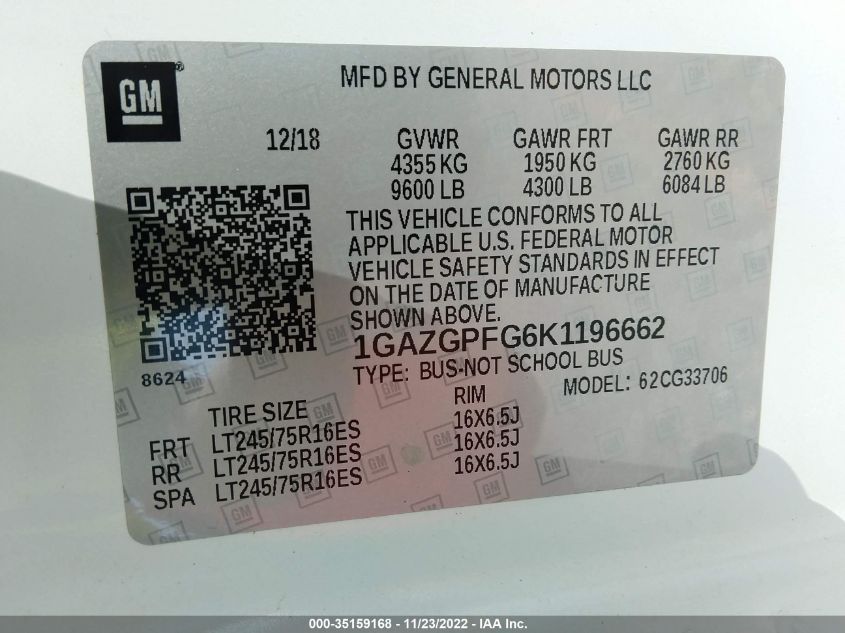 GM
MFD BY GENERAL MOTORS LLC
12/18 GVWR GAWR FRT GAWR RR
4355 KG 1950 KG 2760 KG
9600 LB 4300 LB 6084 LB
THIS VEHICLE CONFORMS TO ALL
APPLICABLE U.S. FEDERAL MOTOR
VEHICLE SAFETY STANDARDS IN EFFECT
ON THE DATE OF MANUFACTURE
SHOWN ABOVE.
1GAZGPFG6K1196662
8624 TYPE: BUS-NOT SCHOOL BUS
MODEL: 62CG33706
TIRE SIZE RIM
FRT LT245/75R16ES 16X6.5J
RR LT245/75R16ES 16X6.5J
SPA LT245/75R16ES 16X6.5J
000-35159168 - 11/23/2022 - IAA Inc.